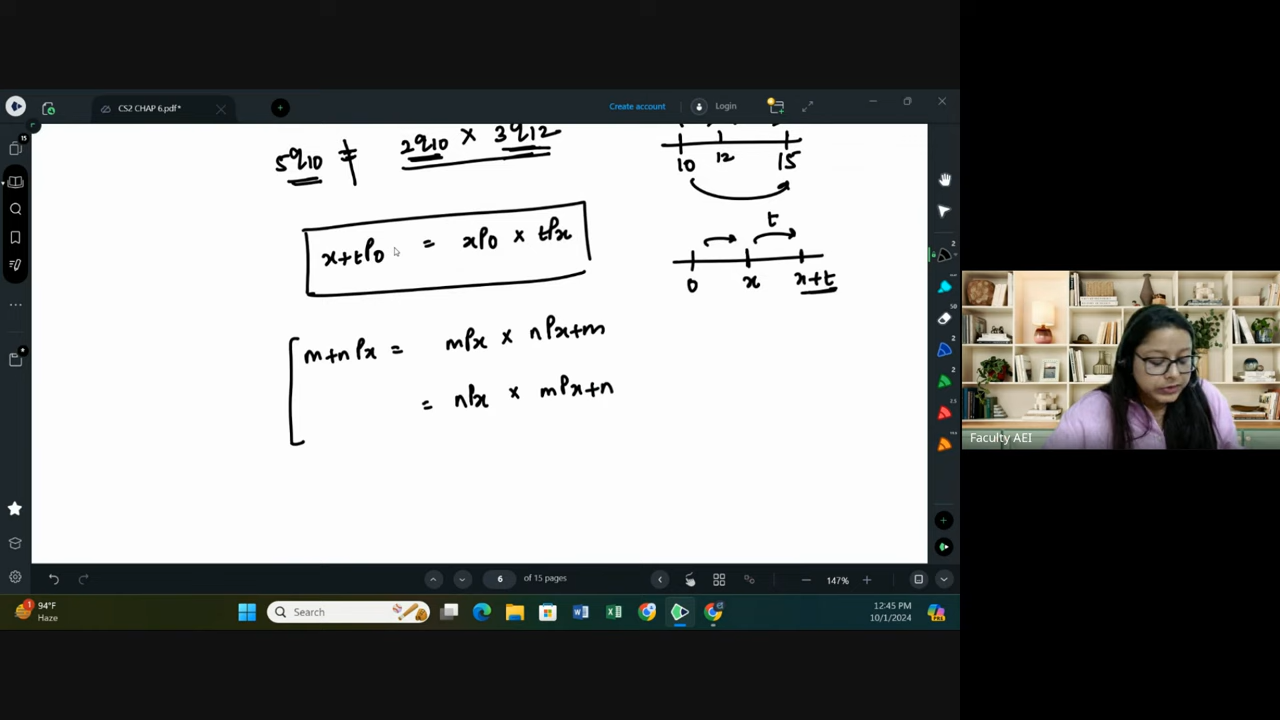 CS2 CHAP 6.pdf*
Create account
Login
15
5q10 ≠ 2q10 × 3q12
10 12 15
x+tP0 = xP0 × tPx
t
0 x x+t
m+nPx = mPx × nPx+m
= nPx × mPx+n
Faculty AEI
6 of 15 pages
147%
1
94°F
Haze
Search
12:45 PM
10/1/2024